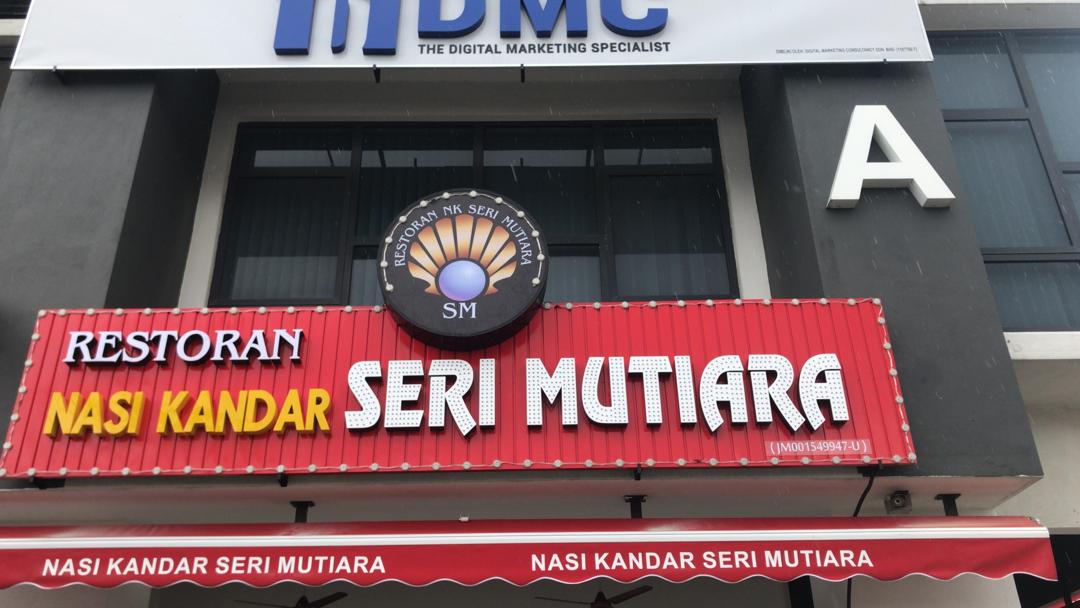 DMC
THE DIGITAL MARKETING SPECIALIST
A
RESTORAN NK SERI MUTIARA
SM
RESTORAN
NASI KANDAR
SERI MUTIARA
(JM001549947-U)
NASI KANDAR SERI MUTIARA
NASI KANDAR SERI MUTIARA